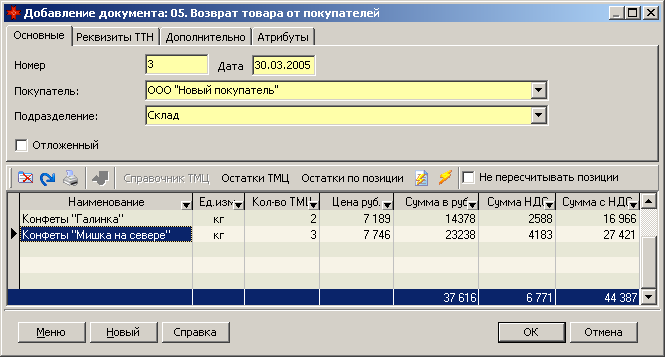 Добавление документа: 05. Возврат товара от покупателей
Основные Реквизиты ТТН Дополнительно Атрибуты
Номер 3 Дата 30.03.2005
Покупатель: ООО "Новый покупатель"
Подразделение: Склад
Отложенный
Справочник ТМЦ Остатки ТМЦ Остатки по позиции Не пересчитывать позиции
Наименование Ед.изм Кол-во ТМЦ Цена руб. Сумма в руб Сумма НДС Сумма с НДС
Конфеты "Галинка" кг 2 7 189 14378 2588 16 966
Конфеты "Мишка на севере" кг 3 7 746 23238 4183 27 421
37 616 6 771 44 387
Меню Новый Справка OK Отмена